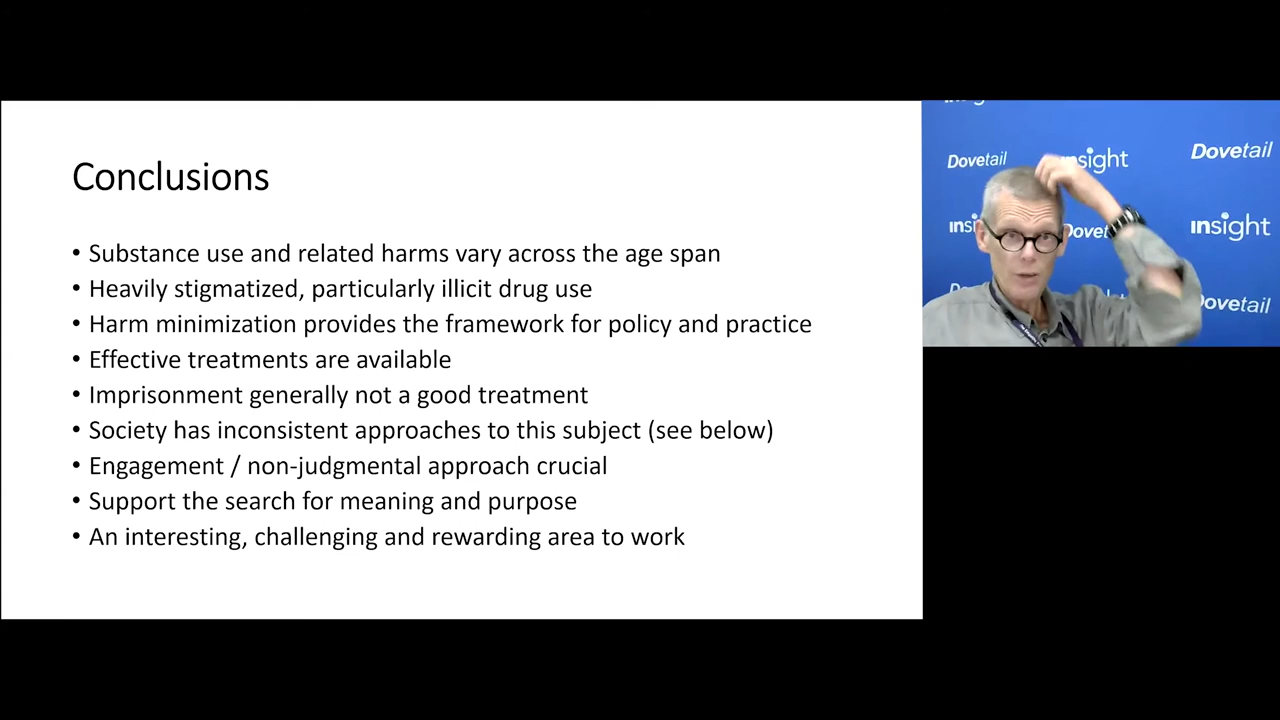 Conclusions
• Substance use and related harms vary across the age span
• Heavily stigmatized, particularly illicit drug use
• Harm minimization provides the framework for policy and practice
• Effective treatments are available
• Imprisonment generally not a good treatment
• Society has inconsistent approaches to this subject (see below)
• Engagement / non-judgmental approach crucial
• Support the search for meaning and purpose
• An interesting, challenging and rewarding area to work
Dovetail
insight
Dovetail
insight
Dovetail
insight
Dovetail